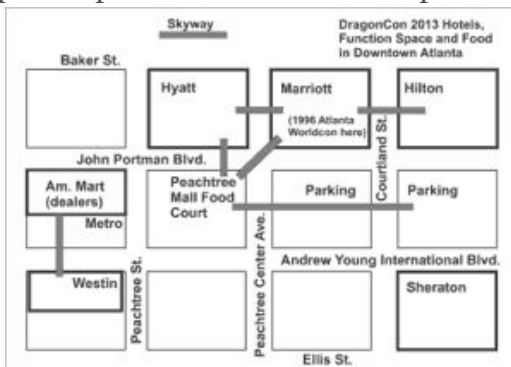 Skyway
DragonCon 2013 Hotels,
Function Space and Food
in Downtown Atlanta
Baker St.
Hyatt
Marriott
(1996 Atlanta
Worldcon here)
Hilton
Courtland St.
John Portman Blvd.
Am. Mart
(dealers)
Metro
Peachtree
Mall Food
Court
Parking
Parking
Peachtree St.
Peachtree Center Ave.
Andrew Young International Blvd.
Westin
Sheraton
Ellis St.